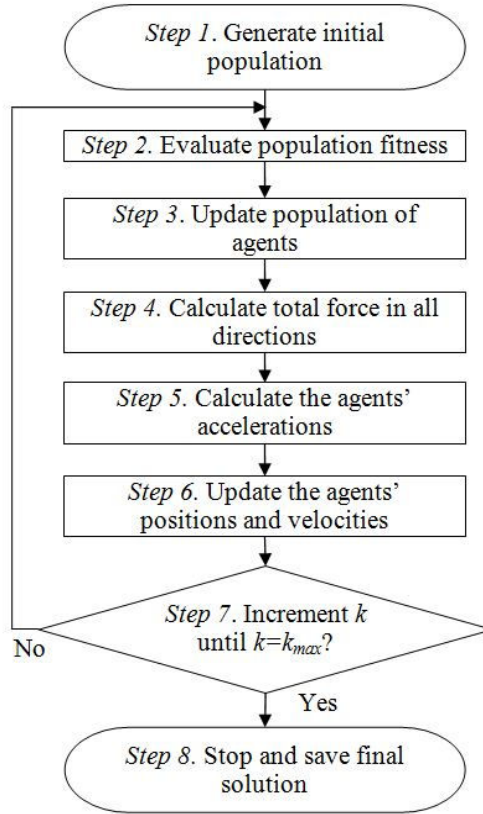 Step 1. Generate initial
population
Step 2. Evaluate population fitness
Step 3. Update population of
agents
Step 4. Calculate total force in all
directions
Step 5. Calculate the agents’
accelerations
Step 6. Update the agents’
positions and velocities
Step 7. Increment k
until k=kmax?
No
Yes
Step 8. Stop and save final
solution